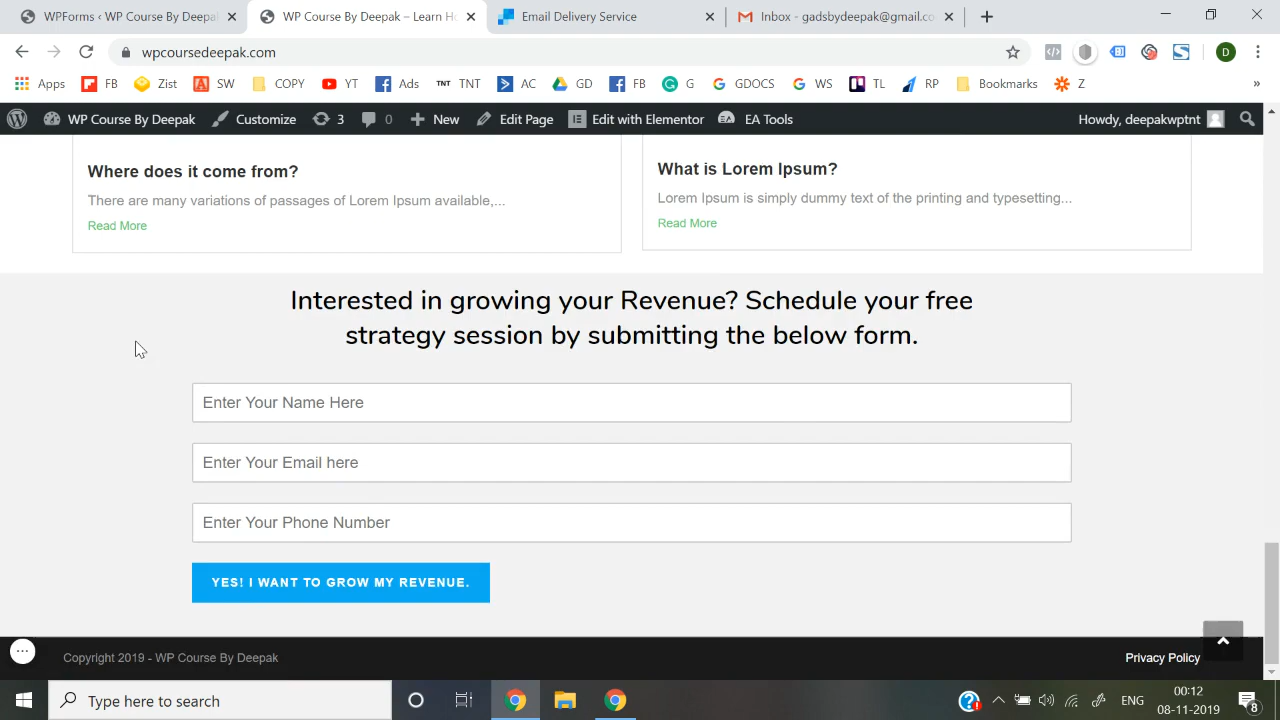 WPForms ‹ WP Course By Deepa
WP Course By Deepak – Learn Ho
Email Delivery Service
Inbox - gadsbydeepak@gmail.co
wpcoursedeepak.com
D
Apps
FB
Zist
SW
COPY
YT
Ads
TNT TNT
AC
GD
FB
G
GDOCS
WS
TL
RP
Bookmarks
Z
»
WP Course By Deepak
Customize
3
0
New
Edit Page
Edit with Elementor
EA Tools
Howdy, deepakwptnt
Where does it come from?
There are many variations of passages of Lorem Ipsum available,...
Read More
What is Lorem Ipsum?
Lorem Ipsum is simply dummy text of the printing and typesetting...
Read More
Interested in growing your Revenue? Schedule your free
strategy session by submitting the below form.
Enter Your Name Here
Enter Your Email here
Enter Your Phone Number
YES! I WANT TO GROW MY REVENUE.
Copyright 2019 - WP Course By Deepak
Privacy Policy
Type here to search
ENG
00:12
08-11-2019
8